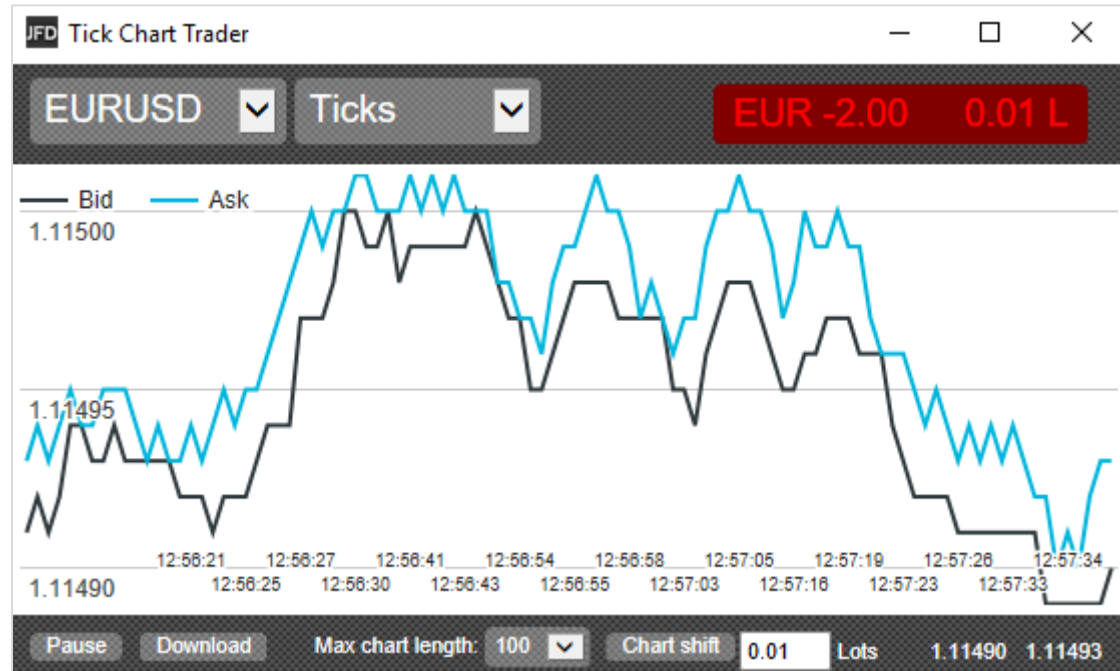 JFD Tick Chart Trader
EURUSD Ticks EUR -2.00 0.01 L
Bid Ask
1.11500
1.11495
12:56:21 12:56:27 12:56:41 12:56:54 12:56:58 12:57:05 12:57:19 12:57:26 12:57:34
1.11490 12:56:25 12:56:30 12:56:43 12:56:55 12:57:03 12:57:16 12:57:23 12:57:33
Pause Download Max chart length: 100 Chart shift 0.01 Lots 1.11490 1.11493